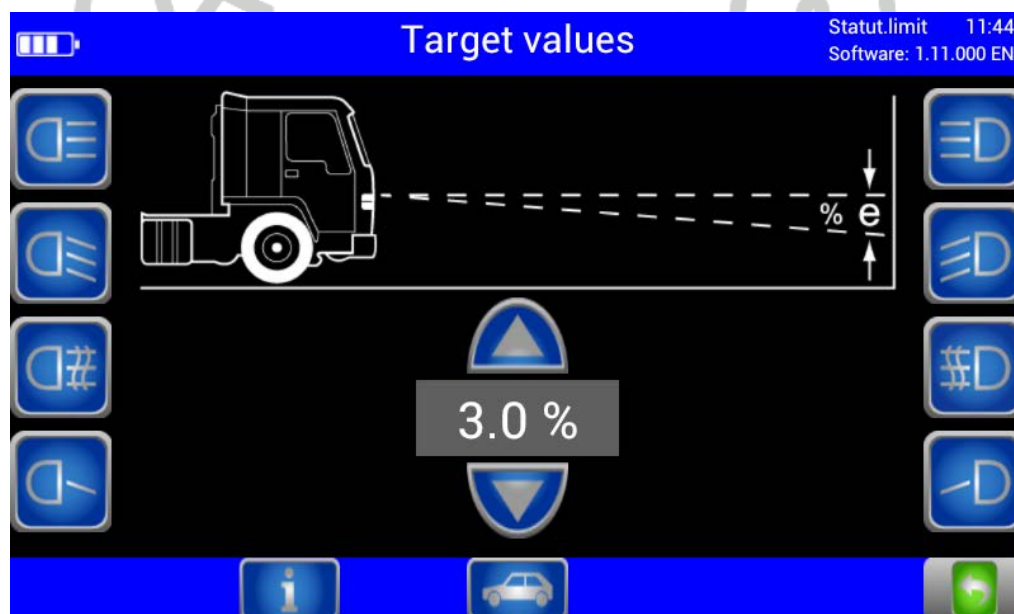 Target values
Statut.limit 11:44
Software: 1.11.000 EN
% e
3.0 %
i